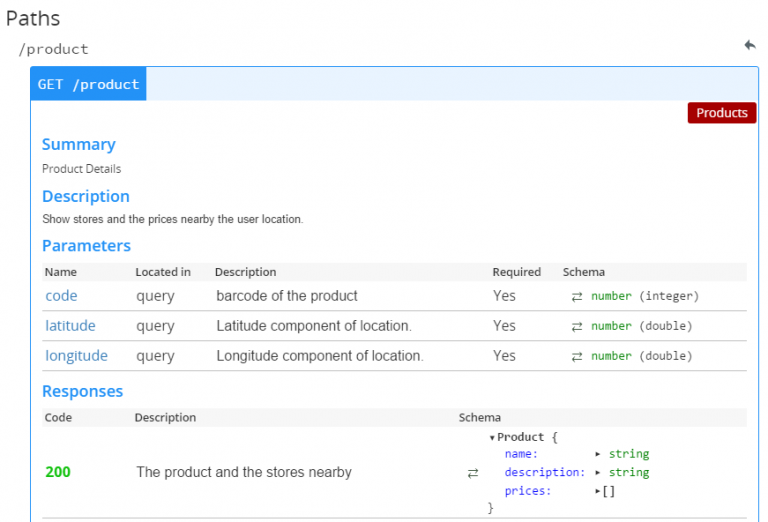 Paths
/product
GET /product
Products
Summary
Product Details
Description
Show stores and the prices nearby the user location.
Parameters
Name Located in Description Required Schema
code query barcode of the product Yes ⇄ number (integer)
latitude query Latitude component of location. Yes ⇄ number (double)
longitude query Longitude component of location. Yes ⇄ number (double)
Responses
Code Description Schema
▾Product {
name: ▸ string
200 The product and the stores nearby ⇄ description: ▸ string
prices: ▸[]
}